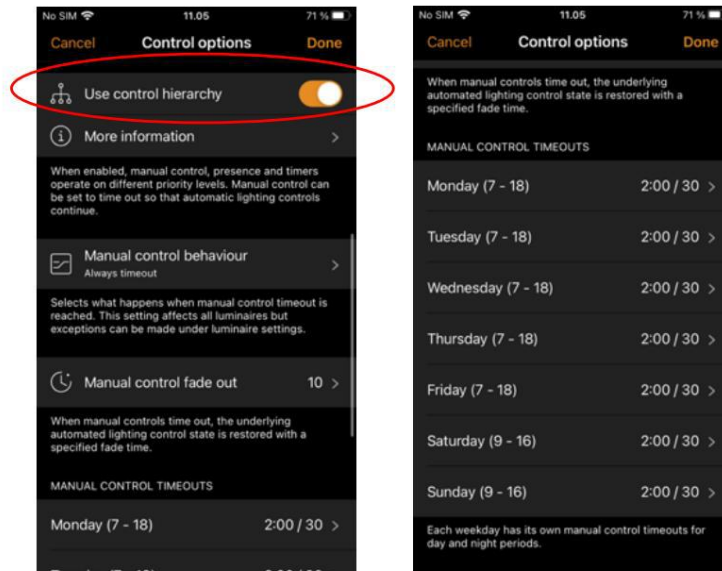 No SIM 11.05 71 %
Cancel Control options Done
Use control hierarchy
More information
When enabled, manual control, presence and timers
operate on different priority levels. Manual control can
be set to time out so that automatic lighting controls
continue.
Manual control behaviour
Always timeout
Selects what happens when manual control timeout is
reached. This setting affects all luminaires but
exceptions can be made under luminaire settings.
Manual control fade out 10
When manual controls time out, the underlying
automated lighting control state is restored with a
specified fade time.
MANUAL CONTROL TIMEOUTS
Monday (7 - 18) 2:00 / 30
No SIM 11.05 71 %
Cancel Control options Done
When manual controls time out, the underlying
automated lighting control state is restored with a
specified fade time.
MANUAL CONTROL TIMEOUTS
Monday (7 - 18) 2:00 / 30
Tuesday (7 - 18) 2:00 / 30
Wednesday (7 - 18) 2:00 / 30
Thursday (7 - 18) 2:00 / 30
Friday (7 - 18) 2:00 / 30
Saturday (9 - 16) 2:00 / 30
Sunday (9 - 16) 2:00 / 30
Each weekday has its own manual control timeouts for
day and night periods.